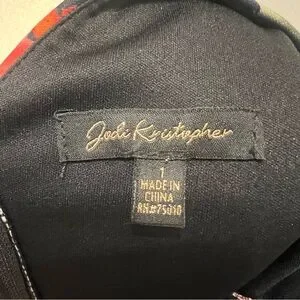 Jodi Kristopher
1
MADE IN
CHINA
RN#75010